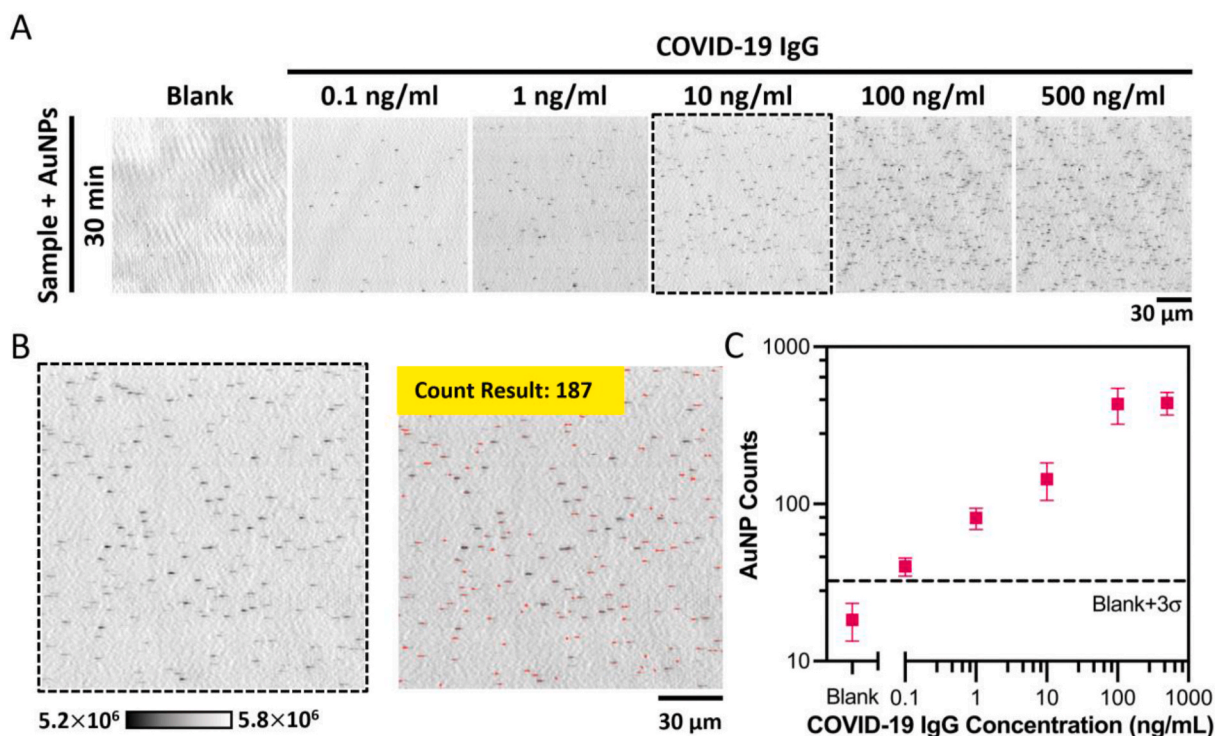 A
COVID-19 IgG
Blank 0.1 ng/ml 1 ng/ml 10 ng/ml 100 ng/ml 500 ng/ml
Sample + AuNPs
30 min
30 µm
B
Count Result: 187
5.2×10⁶ 5.8×10⁶
30 µm
C
1000
100
10
AuNP Counts
Blank+3σ
Blank 0.1 1 10 100 1000
COVID-19 IgG Concentration (ng/mL)